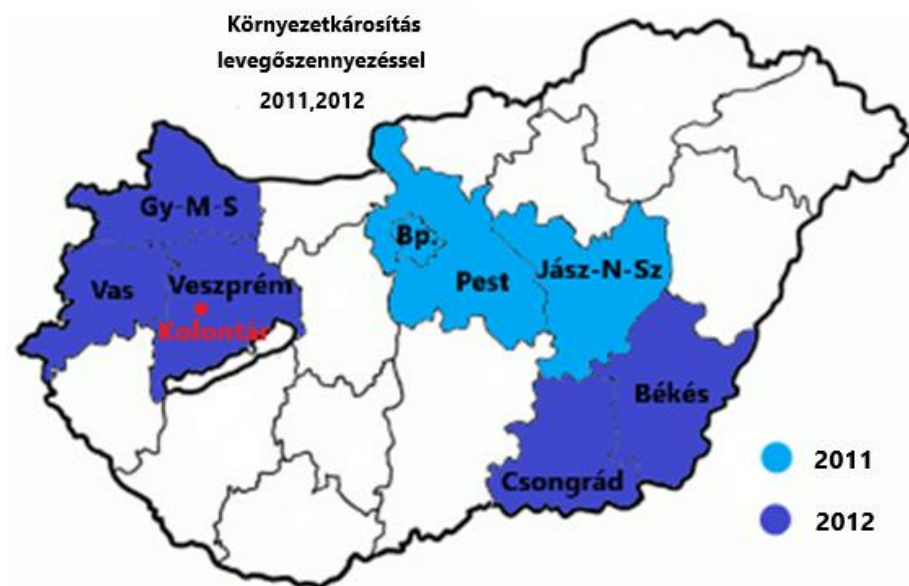 Környezetkárosítás
levegőszennyezéssel
2011,2012
Gy-M-S
Bp.
Vas
Veszprém
Pest
Jász-N-Sz
Kolontár
Békés
Csongrád
2011
2012